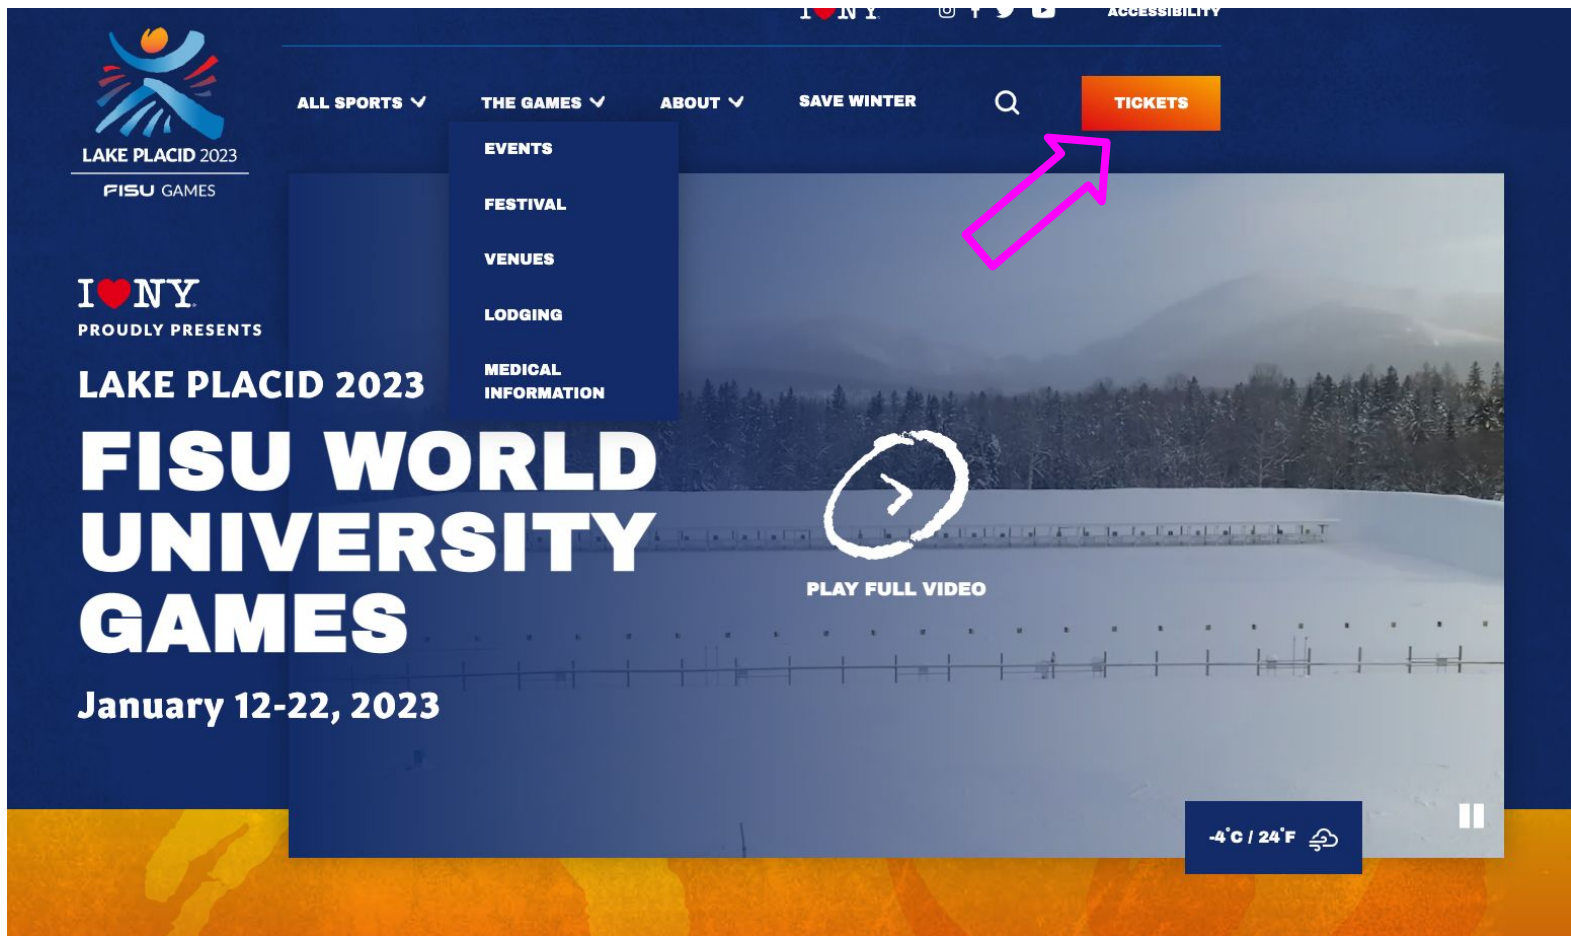 I NY
ACCESSIBILITY
ALL SPORTS
THE GAMES
ABOUT
SAVE WINTER
TICKETS
EVENTS
FESTIVAL
VENUES
LODGING
MEDICAL
INFORMATION
LAKE PLACID 2023
FISU GAMES
I NY
PROUDLY PRESENTS
LAKE PLACID 2023
FISU WORLD
UNIVERSITY
GAMES
January 12-22, 2023
PLAY FULL VIDEO
-4°C / 24°F